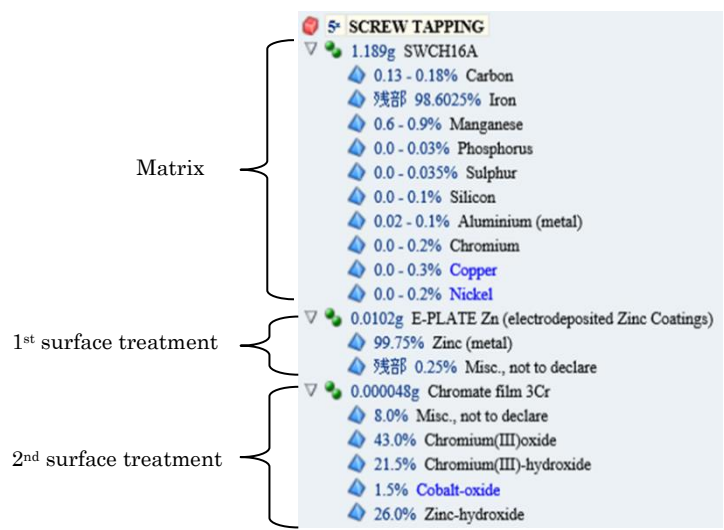 5× SCREW TAPPING
1.189g SWCH16A
0.13 - 0.18% Carbon
残部 98.6025% Iron
0.6 - 0.9% Manganese
0.0 - 0.03% Phosphorus
0.0 - 0.035% Sulphur
0.0 - 0.1% Silicon
0.02 - 0.1% Aluminium (metal)
0.0 - 0.2% Chromium
0.0 - 0.3% Copper
0.0 - 0.2% Nickel
Matrix
0.0102g E-PLATE Zn (electrodeposited Zinc Coatings)
99.75% Zinc (metal)
残部 0.25% Misc., not to declare
1st surface treatment
0.000048g Chromate film 3Cr
8.0% Misc., not to declare
43.0% Chromium(III)oxide
21.5% Chromium(III)-hydroxide
1.5% Cobalt-oxide
26.0% Zinc-hydroxide
2nd surface treatment